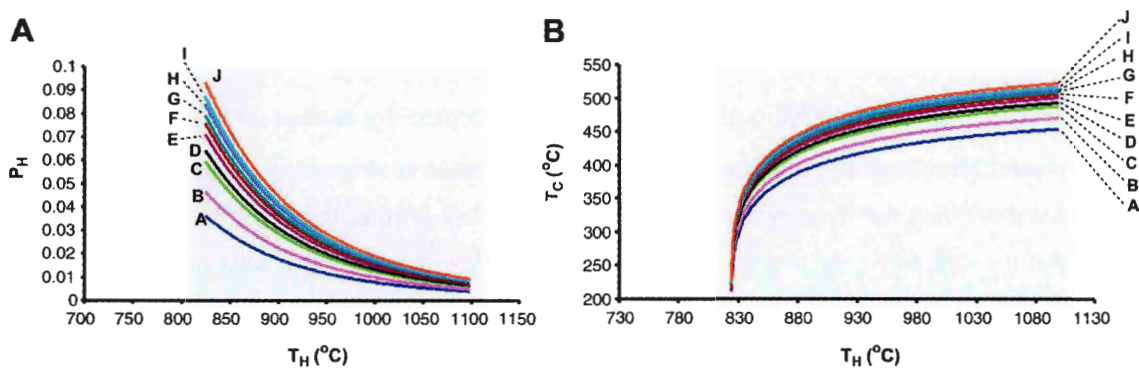 A
P_H
0.1
0.09
0.08
0.07
0.06
0.05
0.04
0.03
0.02
0.01
0
I
H
J
G
F
E
D
C
B
A
700 750 800 850 900 950 1000 1050 1100 1150
T_H (°C)
B
T_C (°C)
550
500
450
400
350
300
250
200
J
I
H
G
F
E
D
C
B
A
730 780 830 880 930 980 1030 1080 1130
T_H (°C)